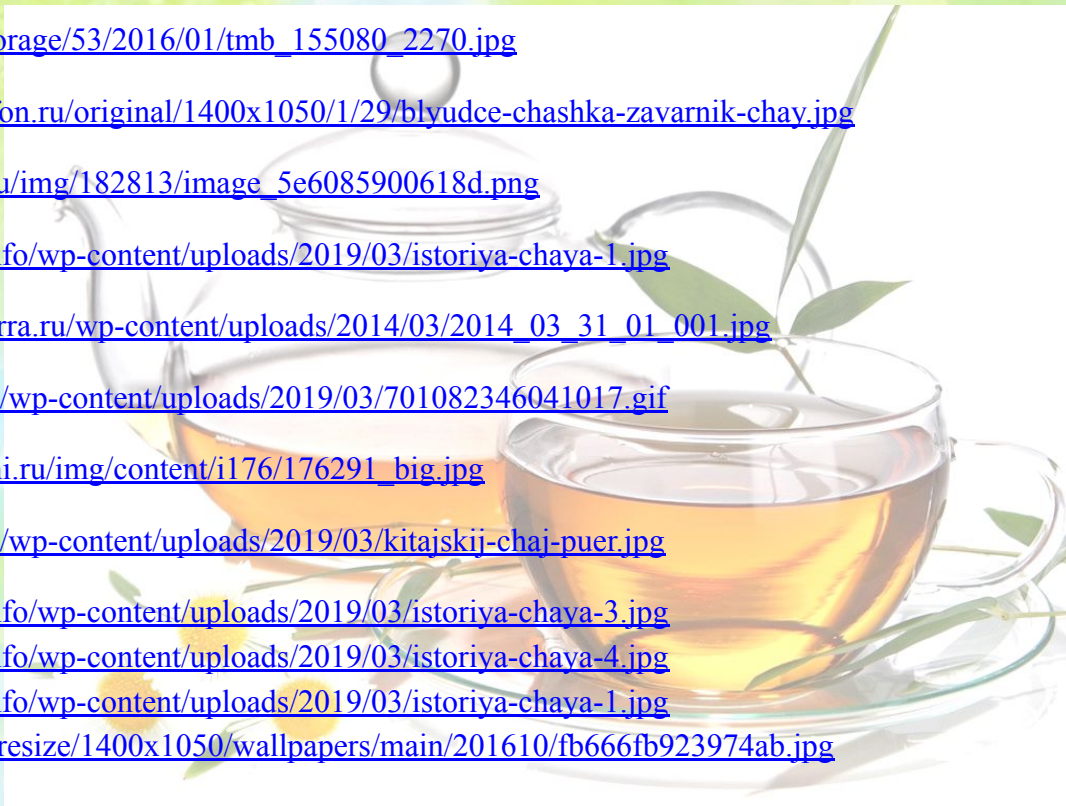 orage/53/2016/01/tmb_155080_2270.jpg
on.ru/original/1400x1050/1/29/blyudce-chashka-zavarnik-chay.jpg
u/img/182813/image_5e6085900618d.png
fo/wp-content/uploads/2019/03/istoriya-chaya-1.jpg
rra.ru/wp-content/uploads/2014/03/2014_03_31_01_001.jpg
/wp-content/uploads/2019/03/701082346041017.gif
ni.ru/img/content/i176/176291_big.jpg
/wp-content/uploads/2019/03/kitajskij-chaj-puer.jpg
fo/wp-content/uploads/2019/03/istoriya-chaya-3.jpg
fo/wp-content/uploads/2019/03/istoriya-chaya-4.jpg
fo/wp-content/uploads/2019/03/istoriya-chaya-1.jpg
resize/1400x1050/wallpapers/main/201610/fb666fb923974ab.jpg